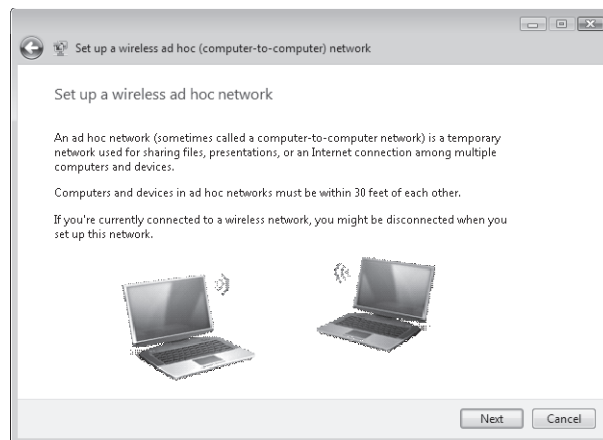 Set up a wireless ad hoc (computer-to-computer) network
Set up a wireless ad hoc network
An ad hoc network (sometimes called a computer-to-computer network) is a temporary
network used for sharing files, presentations, or an Internet connection among multiple
computers and devices.
Computers and devices in ad hoc networks must be within 30 feet of each other.
If you're currently connected to a wireless network, you might be disconnected when you
set up this network.
Next Cancel